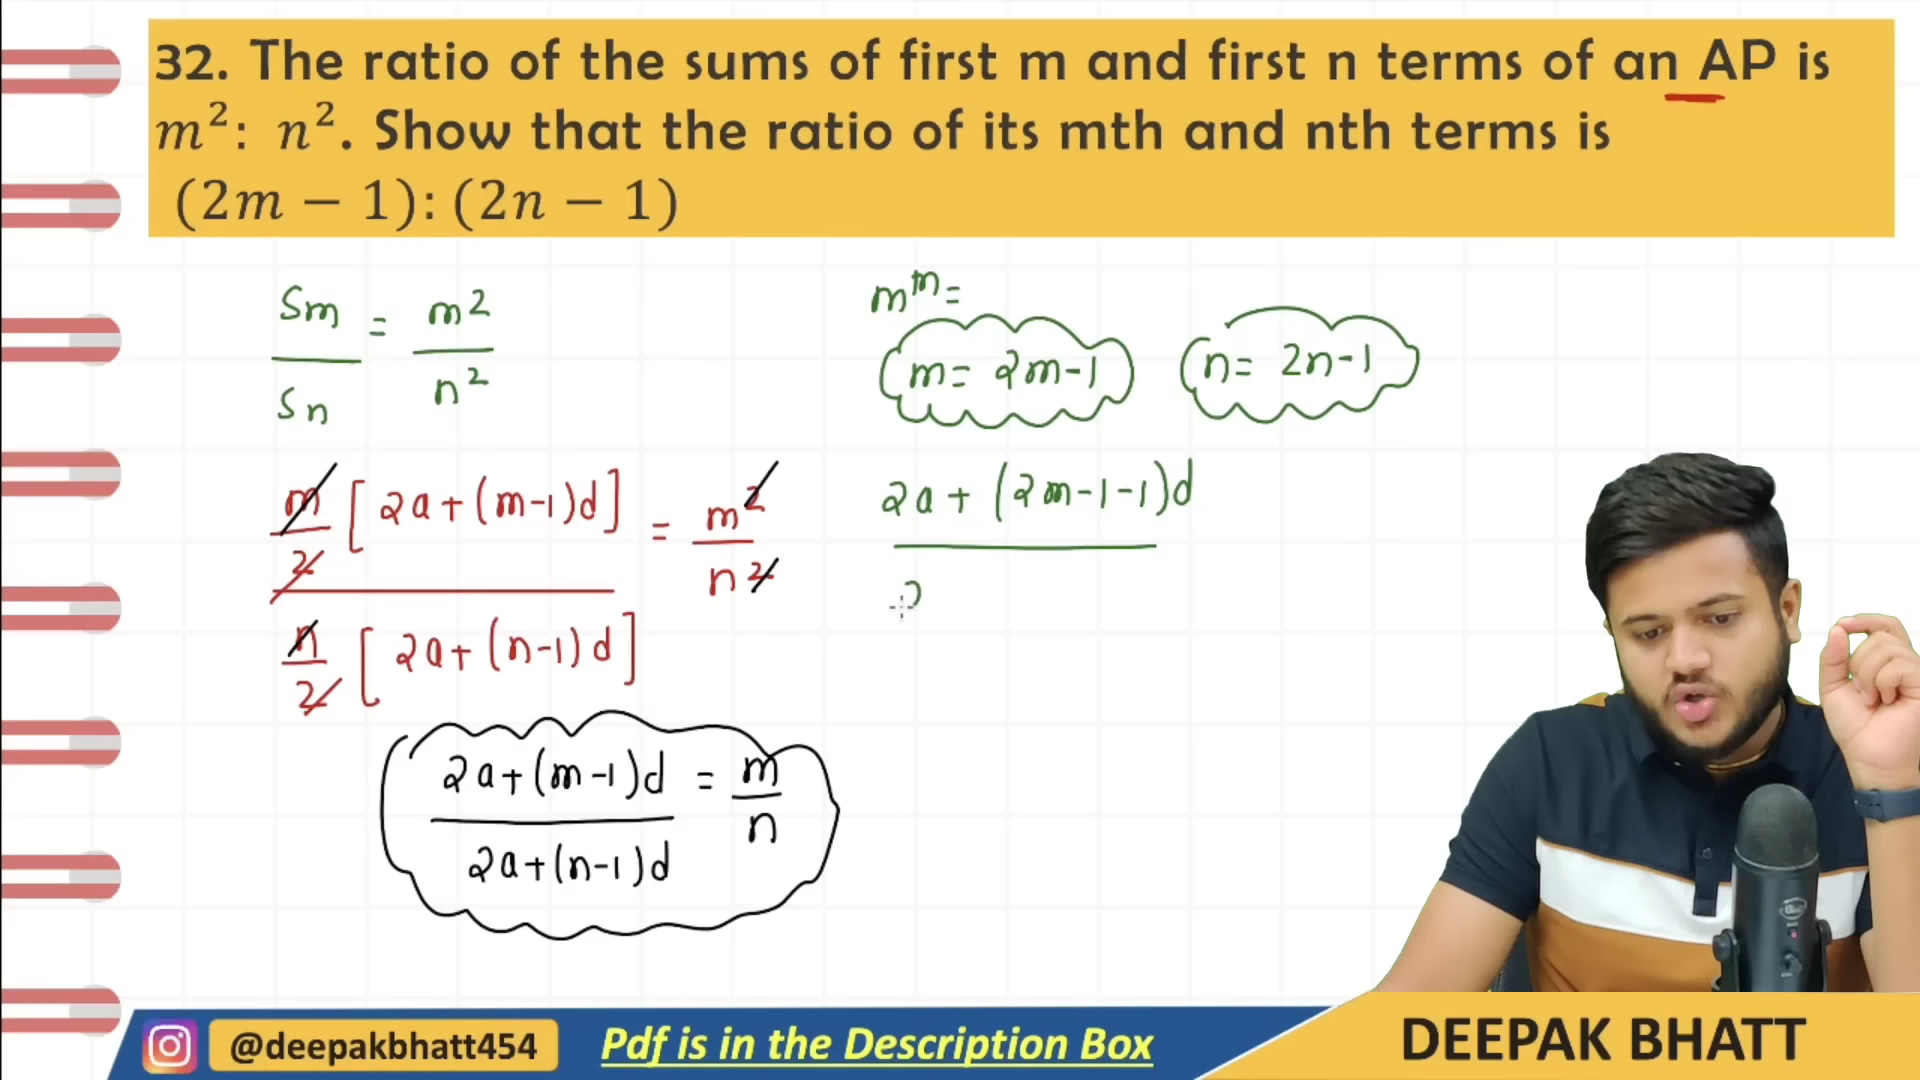 32. The ratio of the sums of first m and first n terms of an AP is
m²: n². Show that the ratio of its mth and nth terms is
(2m − 1): (2n − 1)
Sm/Sn = m²/n²
m/2 [2a+(m-1)d] / n/2 [2a+(n-1)d] = m²/n²
2a+(m-1)d / 2a+(n-1)d = m/n
m^m =
m = 2m-1
n = 2n-1
2a + (2m-1-1)d
@deepakbhatt454
Pdf is in the Description Box
DEEPAK BHATT